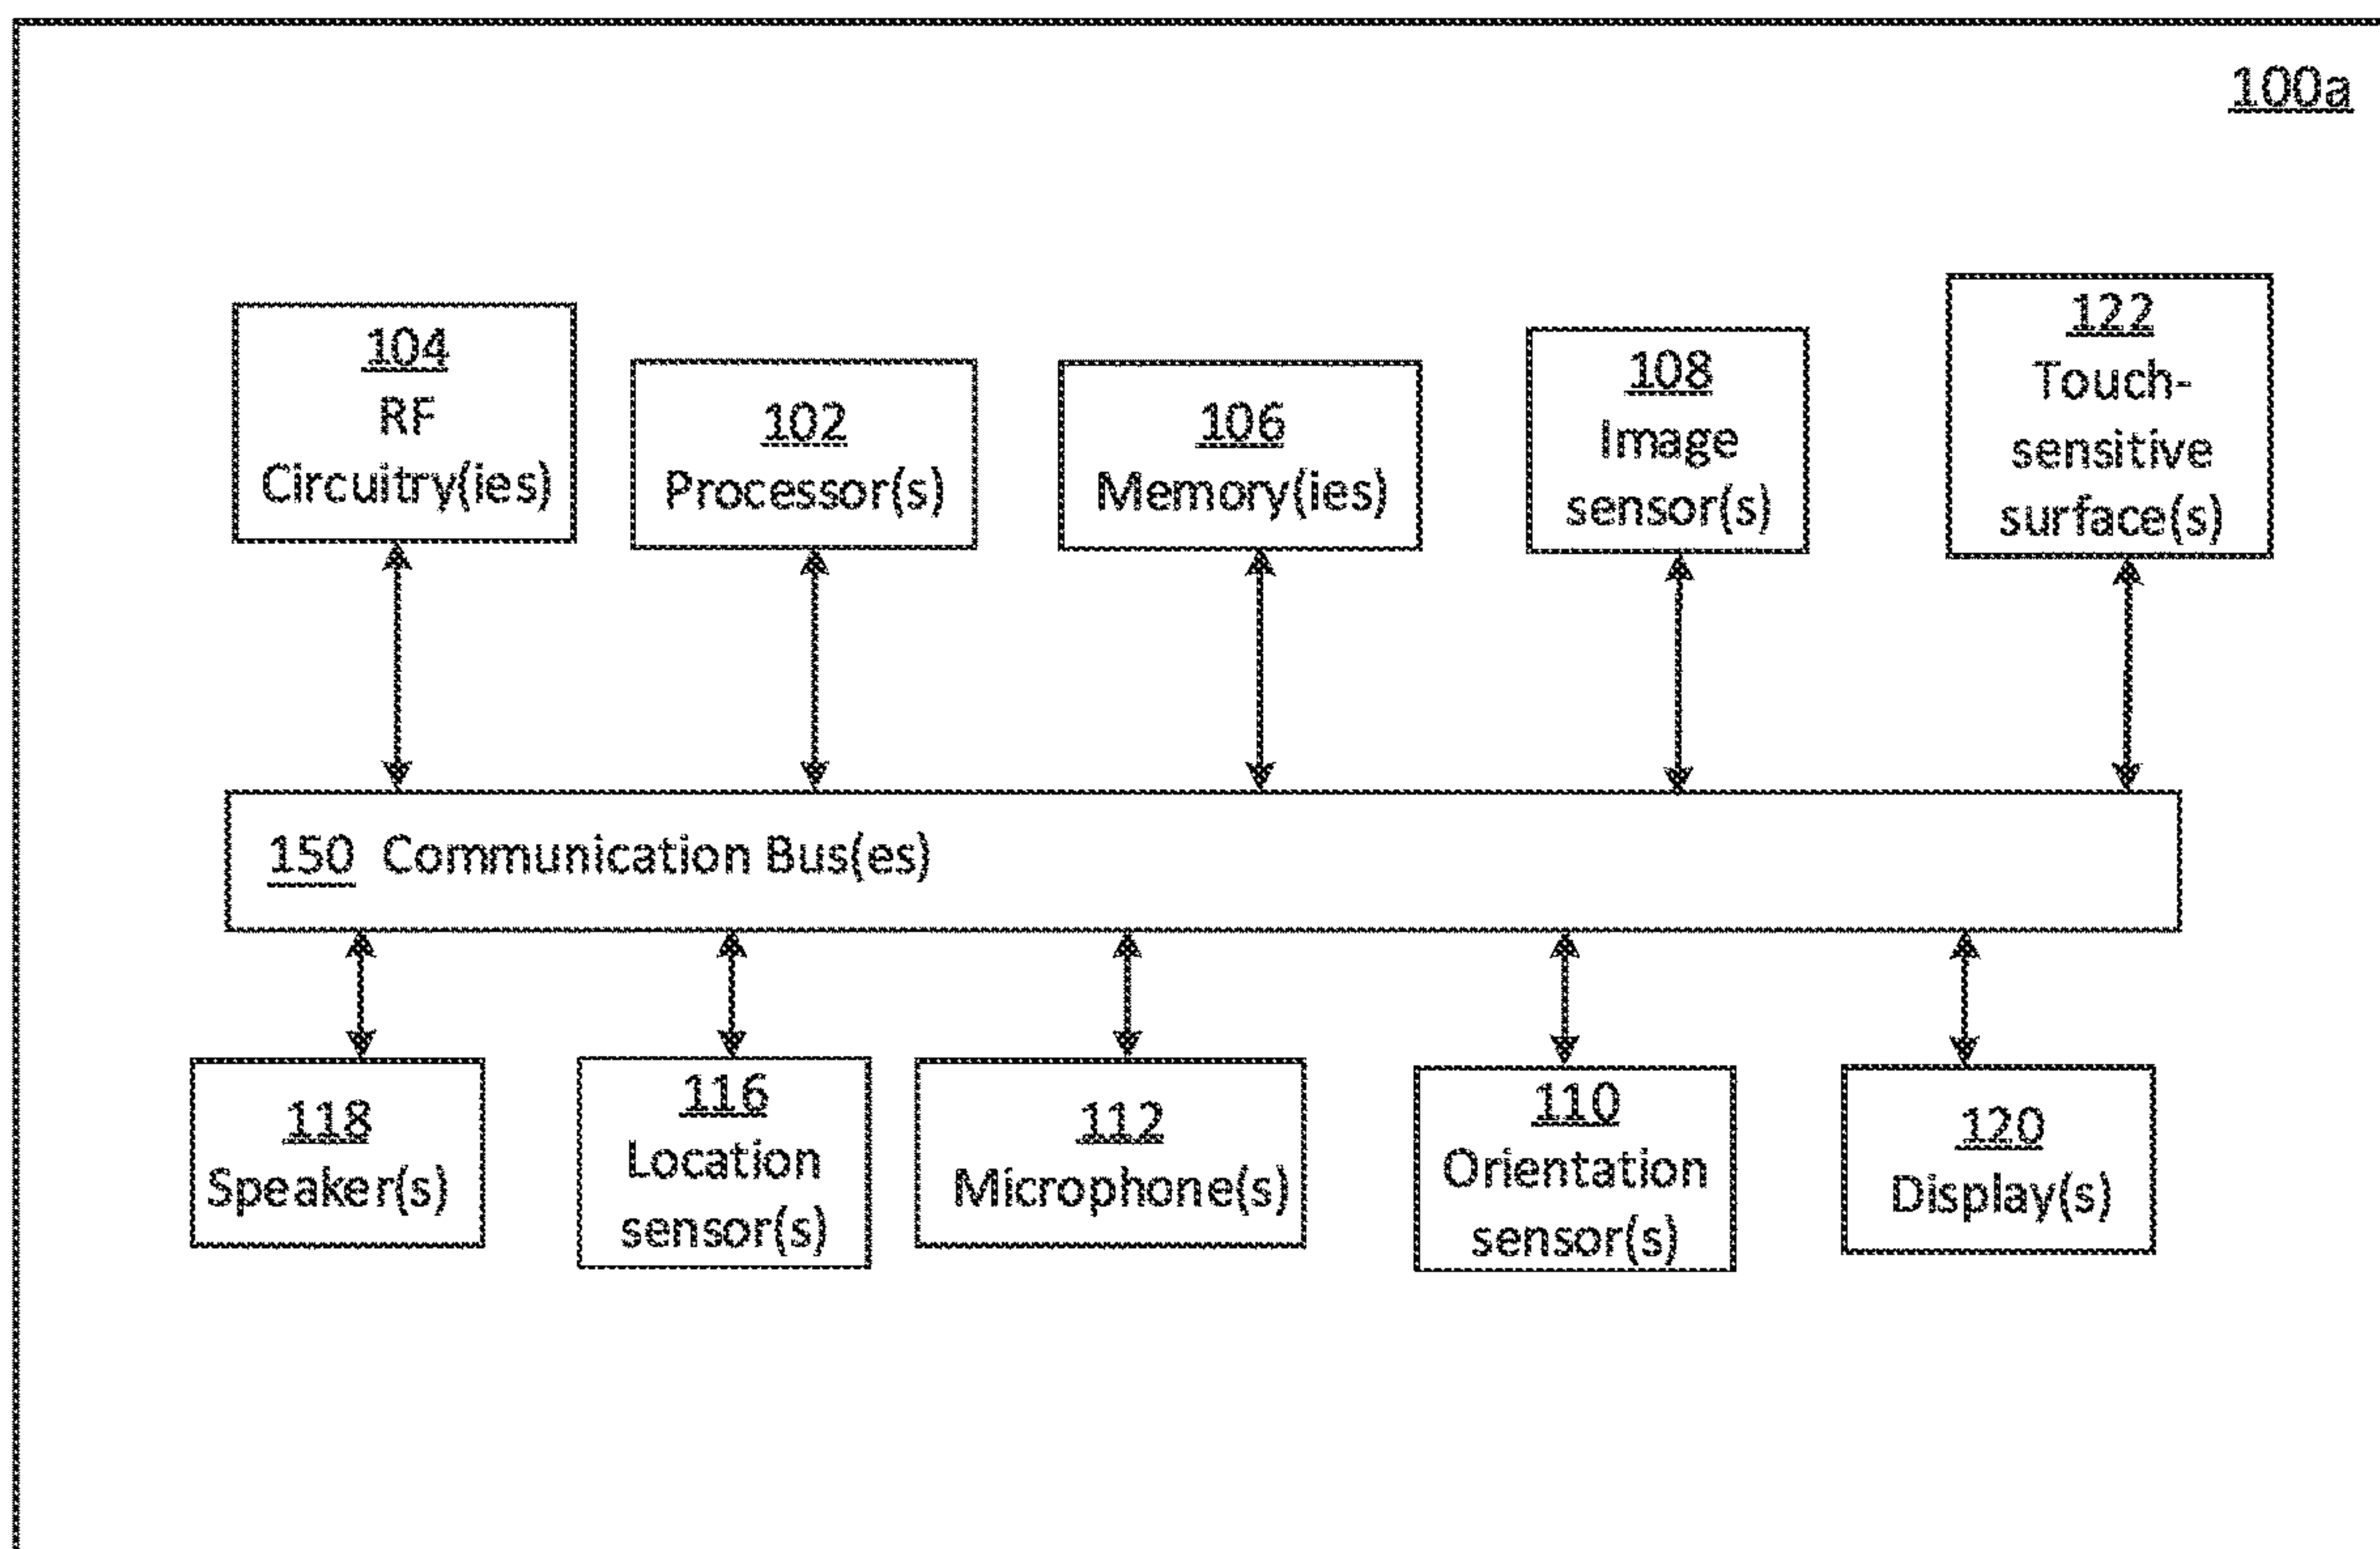 100a
104
RF
Circuitry(ies)
102
Processor(s)
106
Memory(ies)
108
Image
sensor(s)
122
Touch-
sensitive
surface(s)
150 Communication Bus(es)
118
Speaker(s)
116
Location
sensor(s)
112
Microphone(s)
110
Orientation
sensor(s)
120
Display(s)